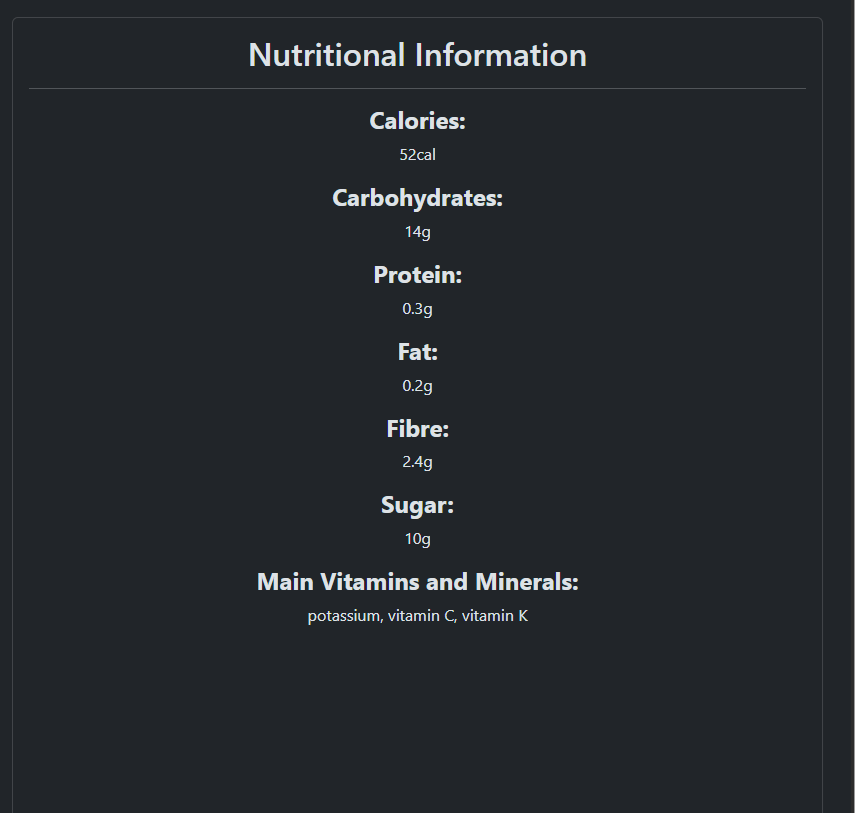 Nutritional Information
Calories:
52cal
Carbohydrates:
14g
Protein:
0.3g
Fat:
0.2g
Fibre:
2.4g
Sugar:
10g
Main Vitamins and Minerals:
potassium, vitamin C, vitamin K